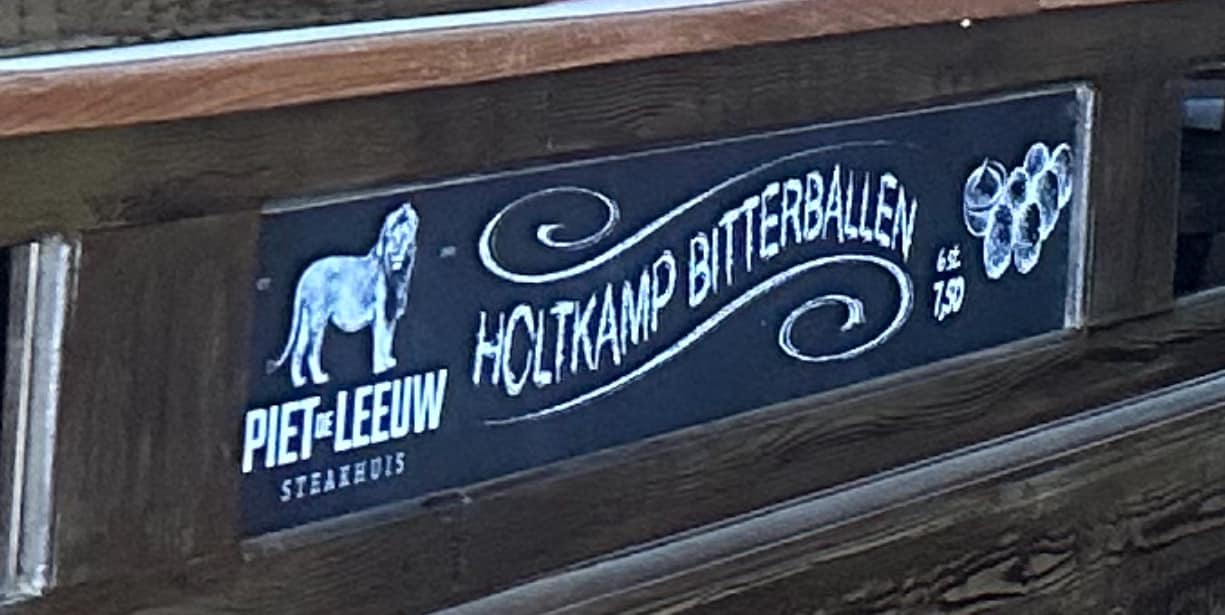 PIET DE LEEUW
STEAKHUIS
HOLTKAMP BITTERBALLEN
6 st.
7,50